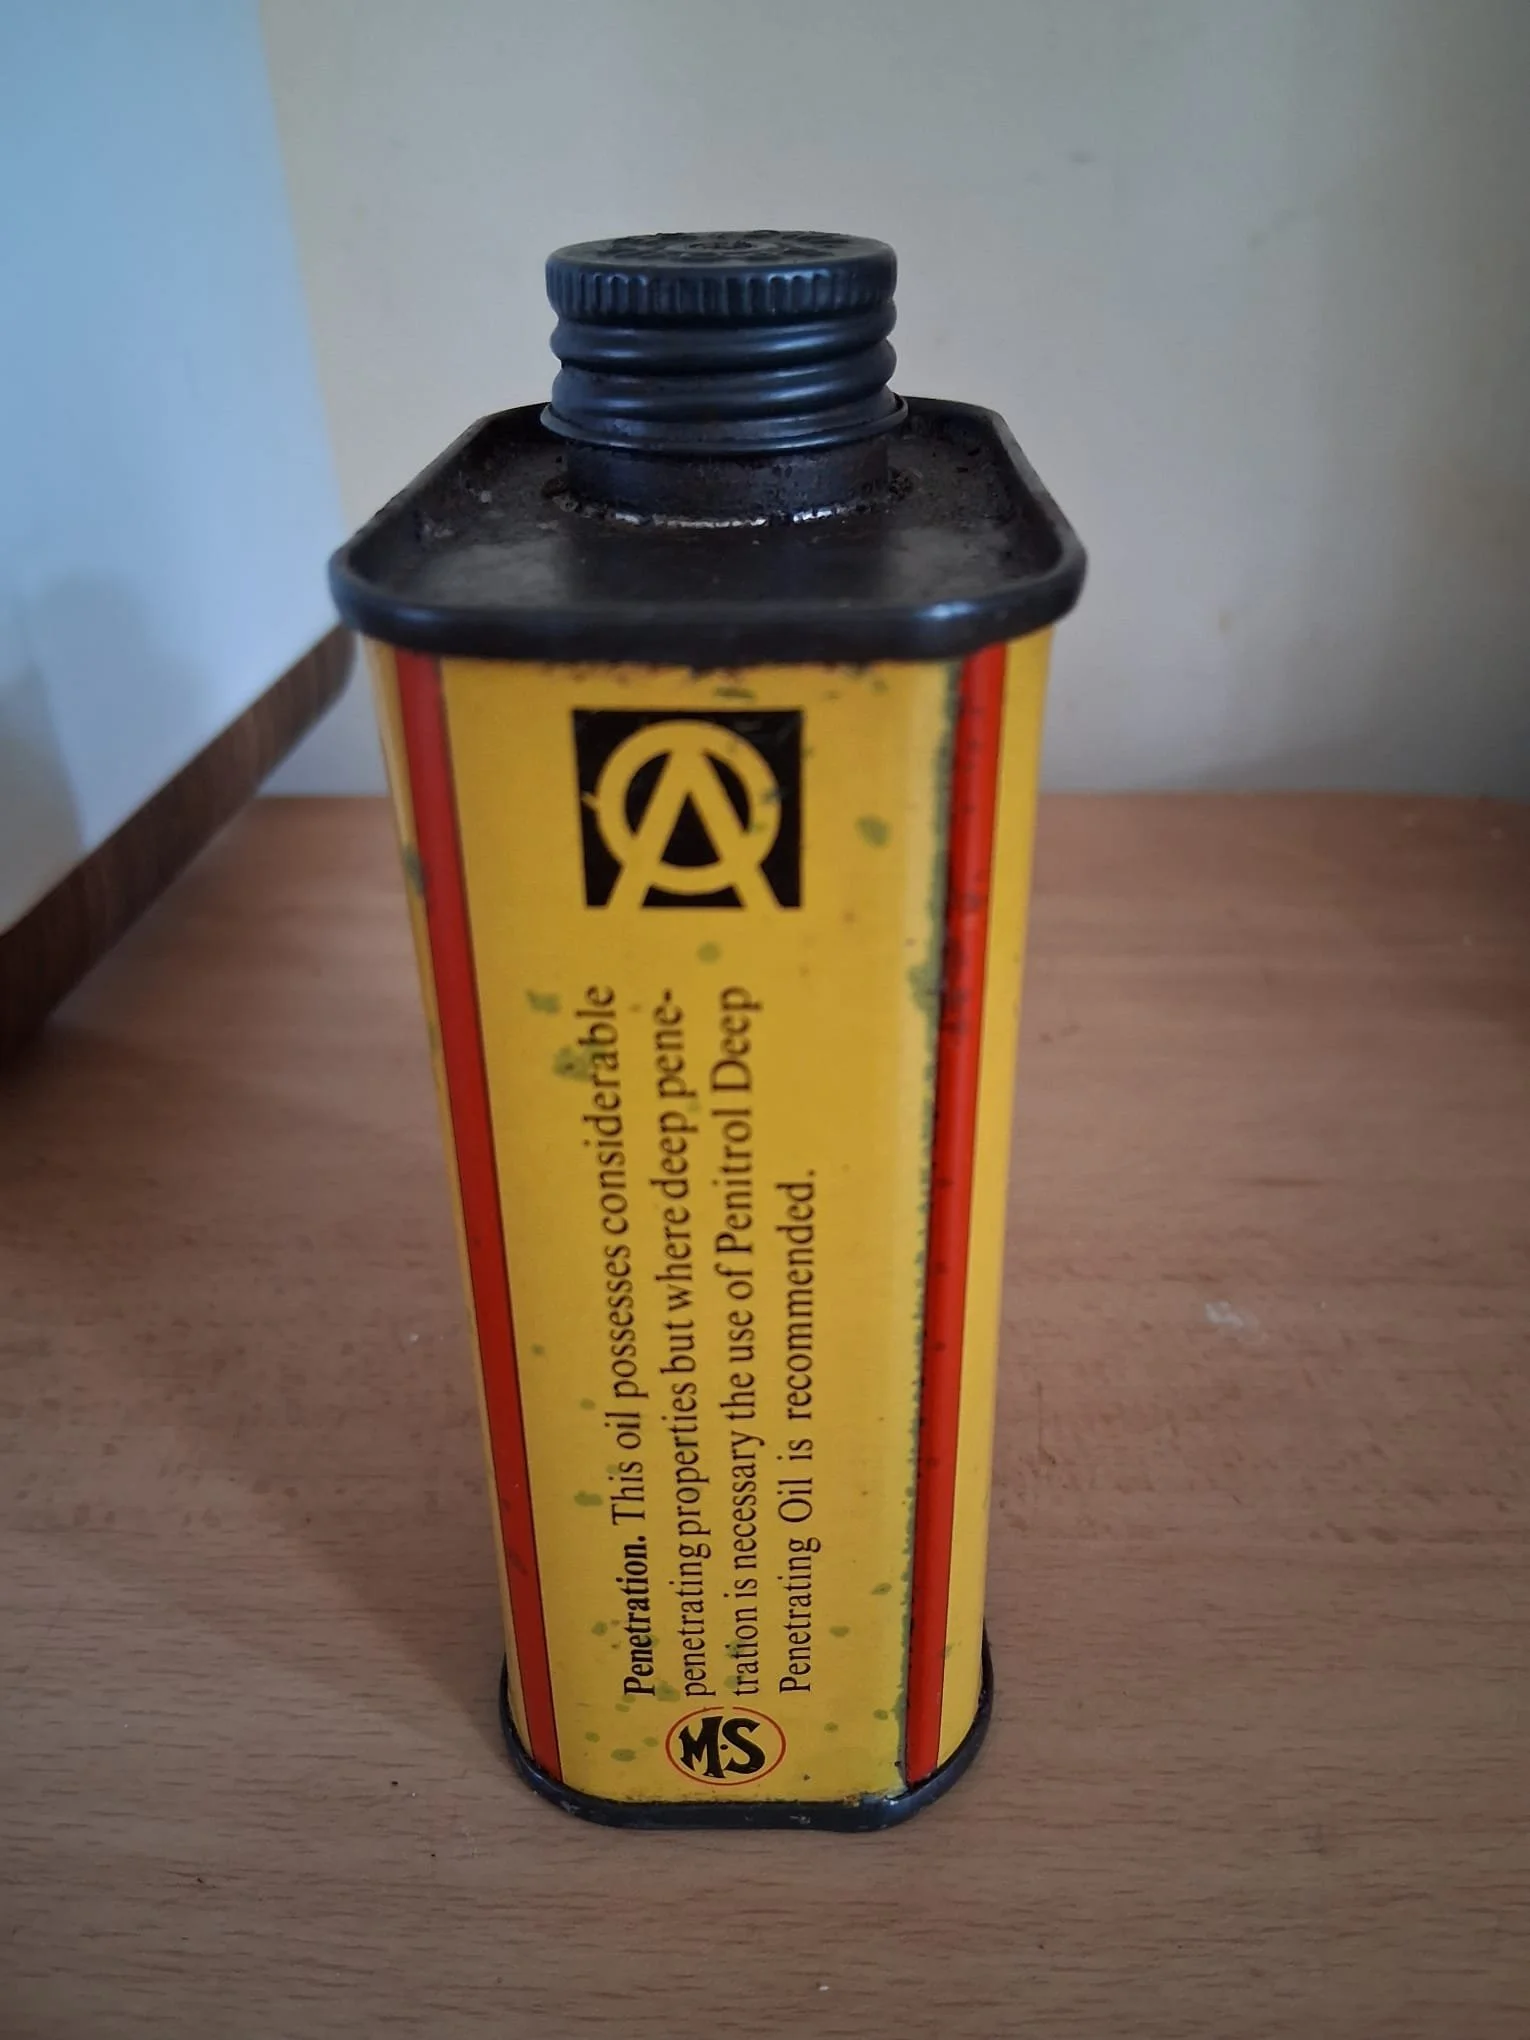 Penetration. This oil possesses considerable
penetrating properties but where deep pene-
tration is necessary the use of Penitrol Deep
Penetrating Oil is recommended.
M·S